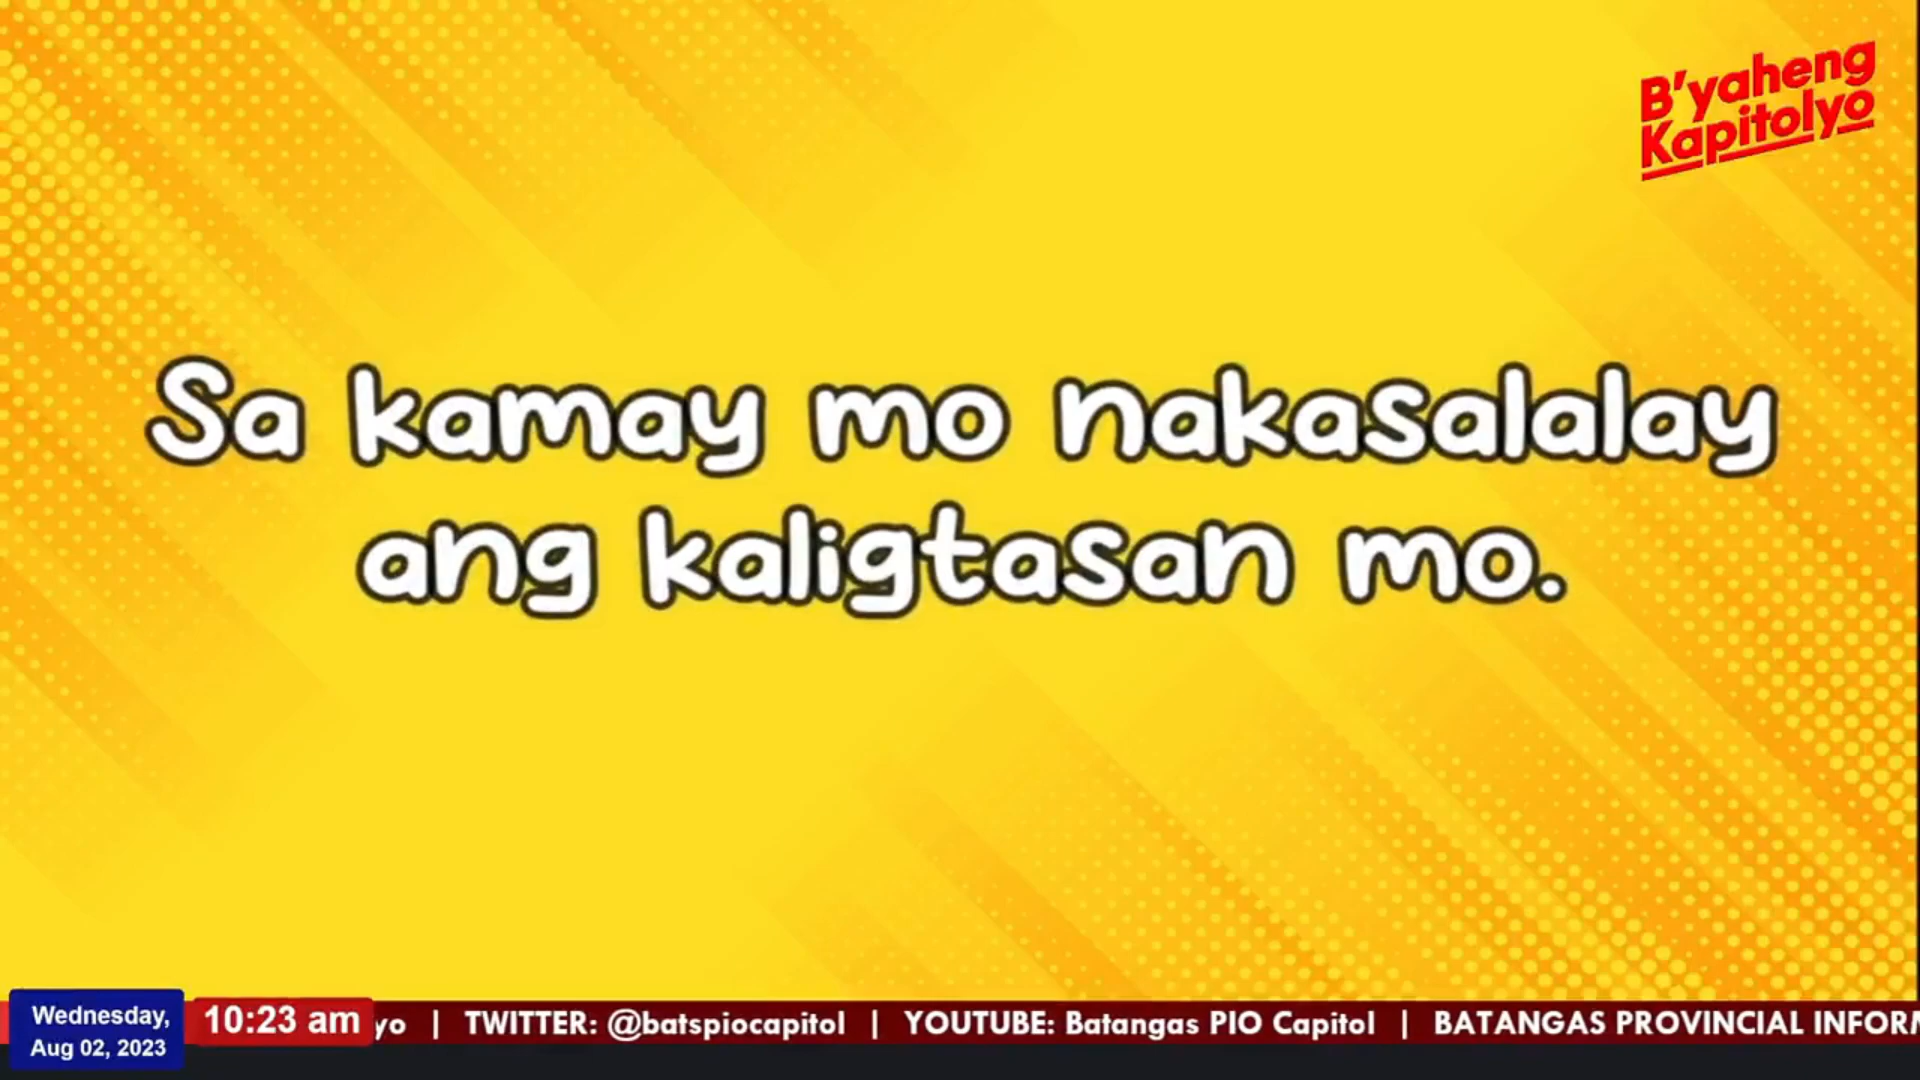 B'yaheng
Kapitolyo
Sa kamay mo nakasalalay
ang kaligtasan mo.
Wednesday,
Aug 02, 2023
10:23 am
yo | TWITTER: @batspiocapitol | YOUTUBE: Batangas PIO Capitol | BATANGAS PROVINCIAL INFORM